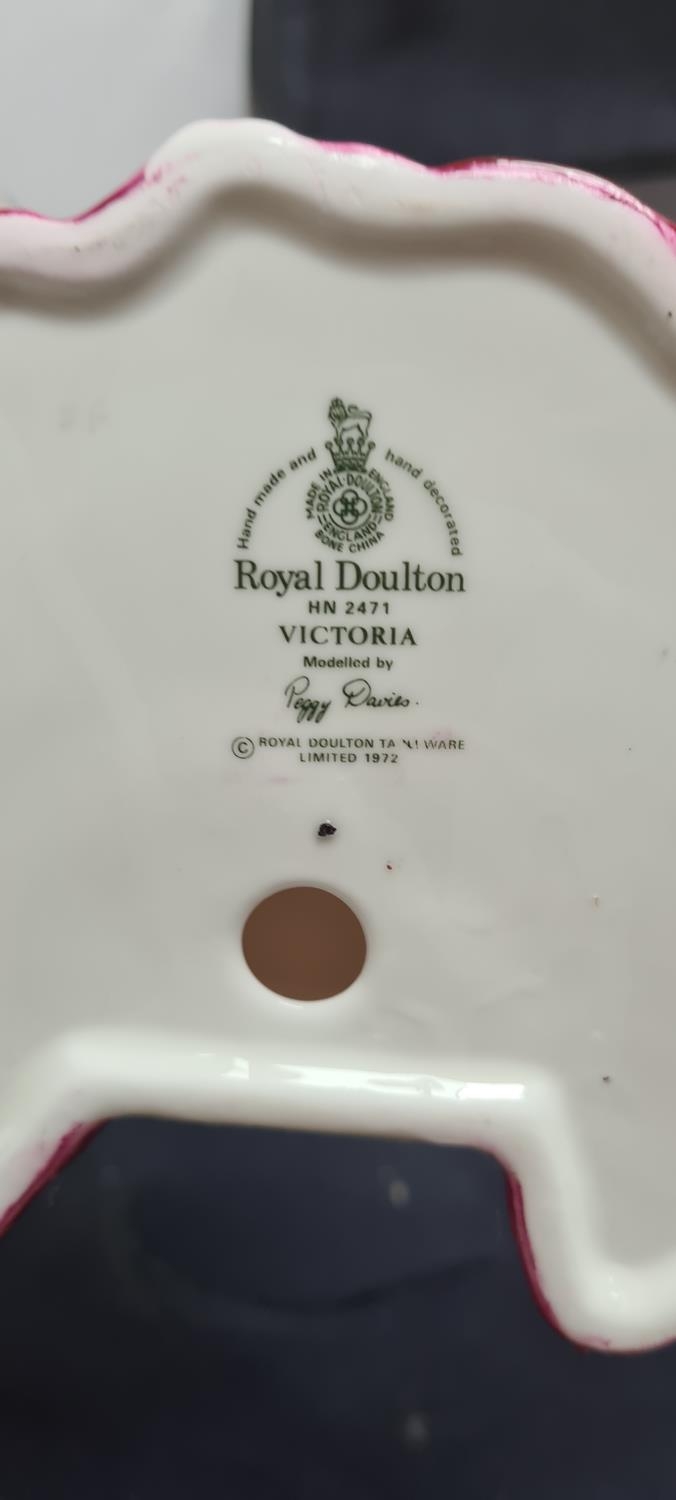 Hand made and hand decorated
MADE IN ENGLAND
ROYAL·DOULTON
ENGLAND
BONE CHINA
Royal Doulton
HN 2471
VICTORIA
Modelled by
Peggy Davies.
© ROYAL DOULTON WARE
LIMITED 1972